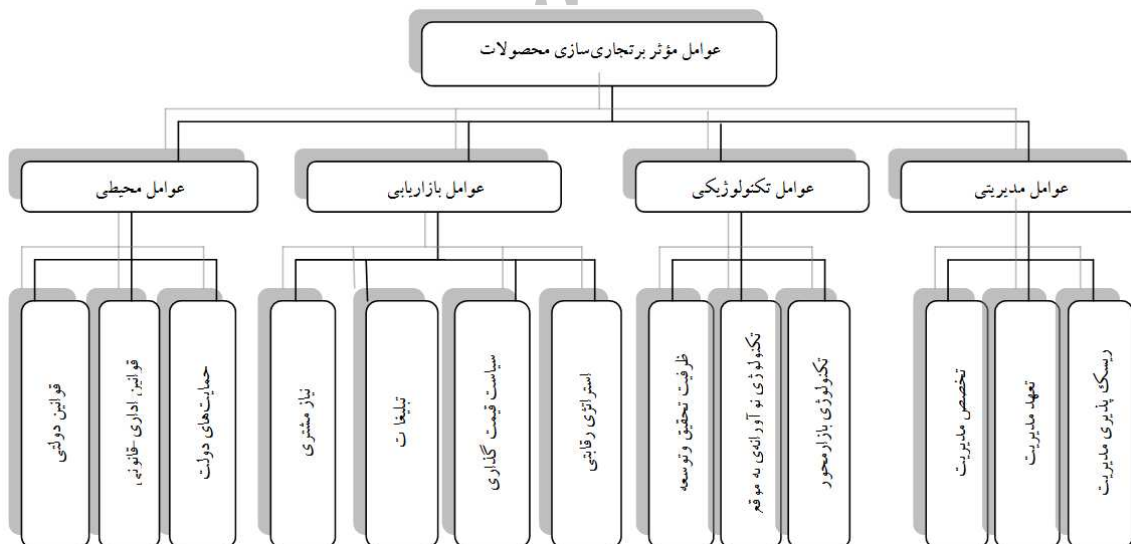 عوامل مؤثر برتجاری‌سازی محصولات
عوامل مدیریتی
عوامل تکنولوژیکی
عوامل بازاریابی
عوامل محیطی
ریسک پذیری مدیریت
تعهد مدیریت
تخصص مدیریت
تکنولوژی بازارمحور
تکنولوژی نو آورانه‌ی به موقع
ظرفیت تحقیق وتوسعه
استراتژی رقابتی
سیاست قیمت گذاری
تبلیغا ت
نیاز مشتری
حمایت‌های دولت
قوانین اداری-قانونی
قوانین دولتی